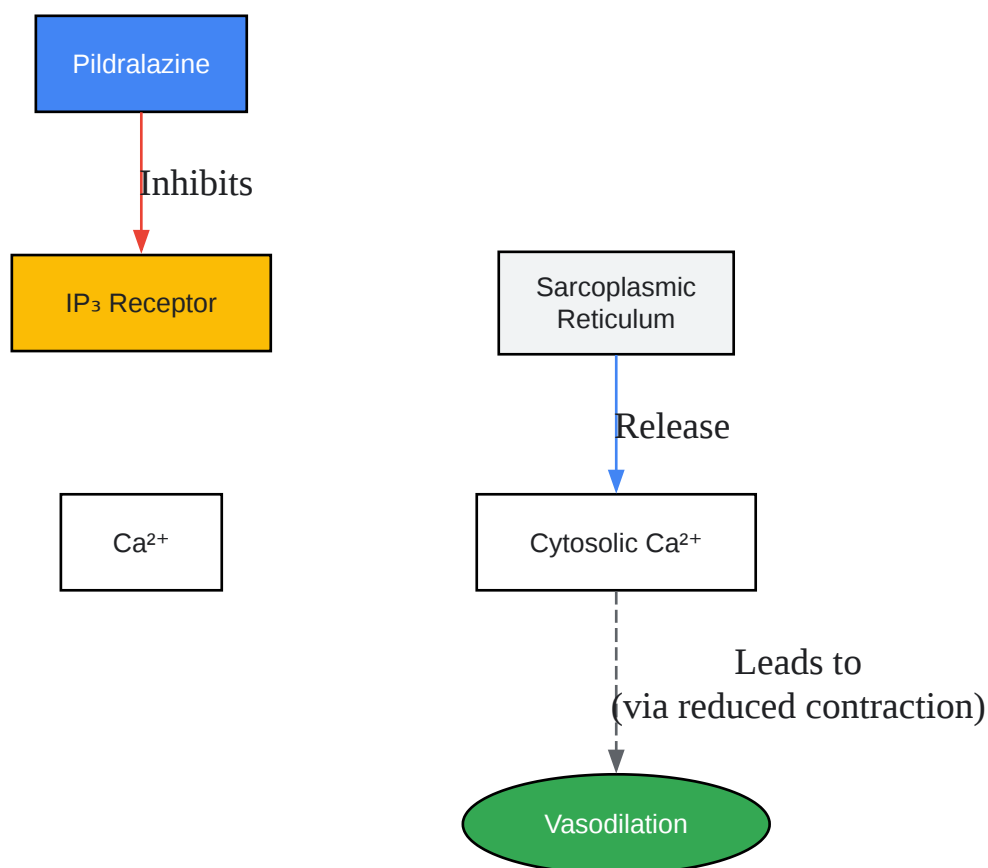 Pildralazine
Inhibits
IP₃ Receptor
Sarcoplasmic
Reticulum
Release
Ca²⁺
Cytosolic Ca²⁺
Leads to
(via reduced contraction)
Vasodilation